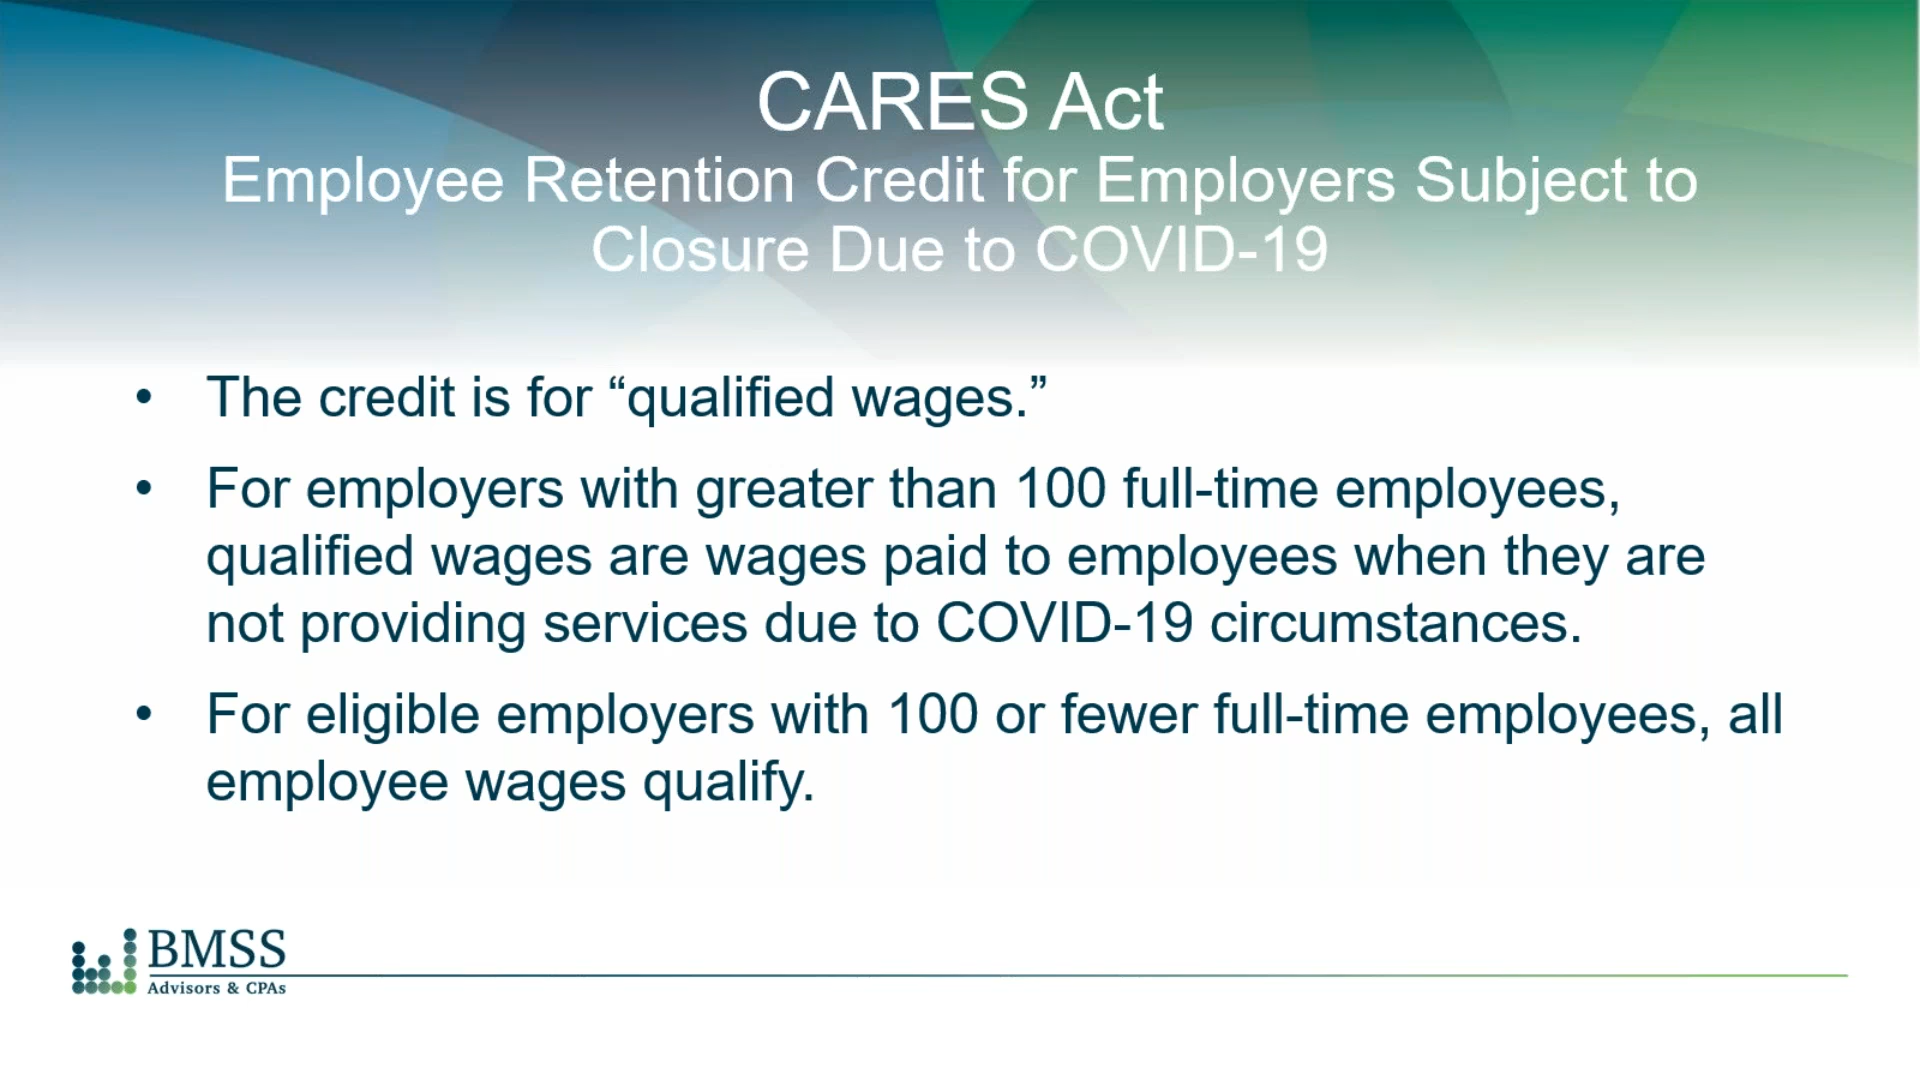 CARES Act
Employee Retention Credit for Employers Subject to
Closure Due to COVID-19
• The credit is for “qualified wages.”
• For employers with greater than 100 full-time employees,
qualified wages are wages paid to employees when they are
not providing services due to COVID-19 circumstances.
• For eligible employers with 100 or fewer full-time employees, all
employee wages qualify.
BMSS
Advisors & CPAs